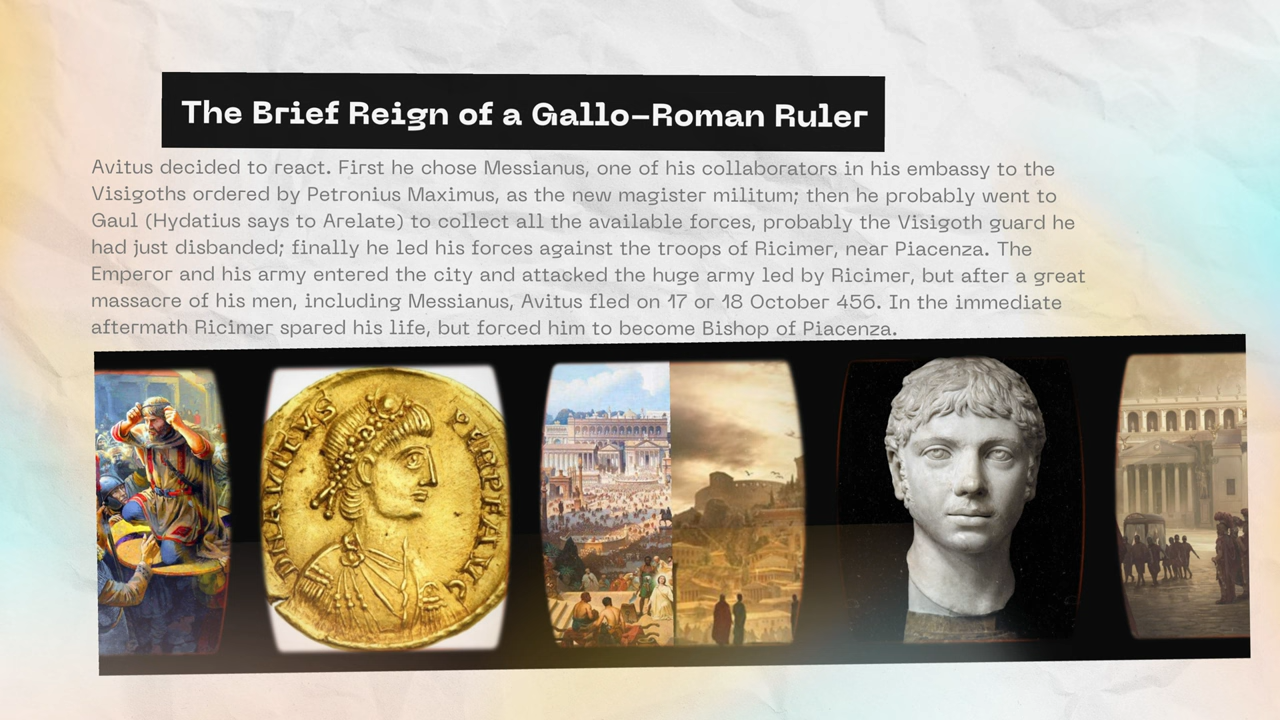 The Brief Reign of a Gallo-Roman Ruler
Avitus decided to react. First he chose Messianus, one of his collaborators in his embassy to the
Visigoths ordered by Petronius Maximus, as the new magister militum; then he probably went to
Gaul (Hydatius says to Arelate) to collect all the available forces, probably the Visigoth guard he
had just disbanded; finally he led his forces against the troops of Ricimer, near Piacenza. The
Emperor and his army entered the city and attacked the huge army led by Ricimer, but after a great
massacre of his men, including Messianus, Avitus fled on 17 or 18 October 456. In the immediate
aftermath Ricimer spared his life, but forced him to become Bishop of Piacenza.
AVITVS
PERP F AVG